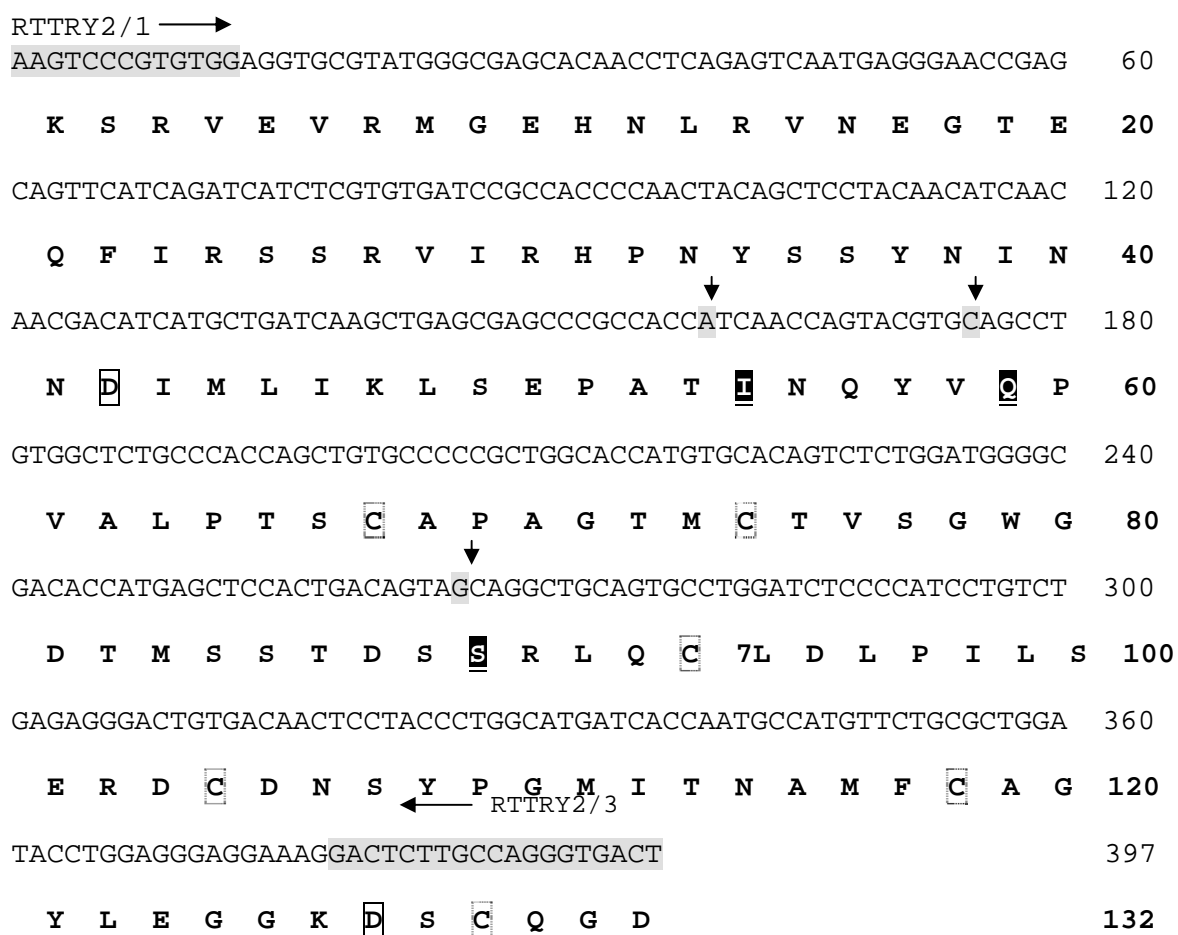 RTTRY2/1
AAGTCCCGTGTGGAGGTGCGTATGGGCGAGCACAACCTCAGAGTCAATGAGGGAACCGAG 60
K S R V E V R M G E H N L R V N E G T E 20
CAGTTCATCAGATCATCTCGTGTGATCCGCCACCCCAACTACAGCTCCTACAACATCAAC 120
Q F I R S S R V I R H P N Y S S Y N I N 40
AACGACATCATGCTGATCAAGCTGAGCGAGCCCGCCACCATCAACCAGTACGTGCAGCCT 180
N D I M L I K L S E P A T I N Q Y V Q P 60
GTGGCTCTGCCCACCAGCTGTGCCCCCGCTGGCACCATGTGCACAGTCTCTGGATGGGGC 240
V A L P T S C A P A G T M C T V S G W G 80
GACACCATGAGCTCCACTGACAGTAGCAGGCTGCAGTGCCTGGATCTCCCCATCCTGTCT 300
D T M S S T D S S R L Q C 7L D L P I L S 100
GAGAGGGACTGTGACAACTCCTACCCTGGCATGATCACCAATGCCATGTTCTGCGCTGGA 360
E R D C D N S Y P G M I T N A M F C A G 120
RTTRY2/3
TACCTGGAGGGAGGAAAGGACTCTTGCCAGGGTGACT 397
Y L E G G K D S C Q G D 132